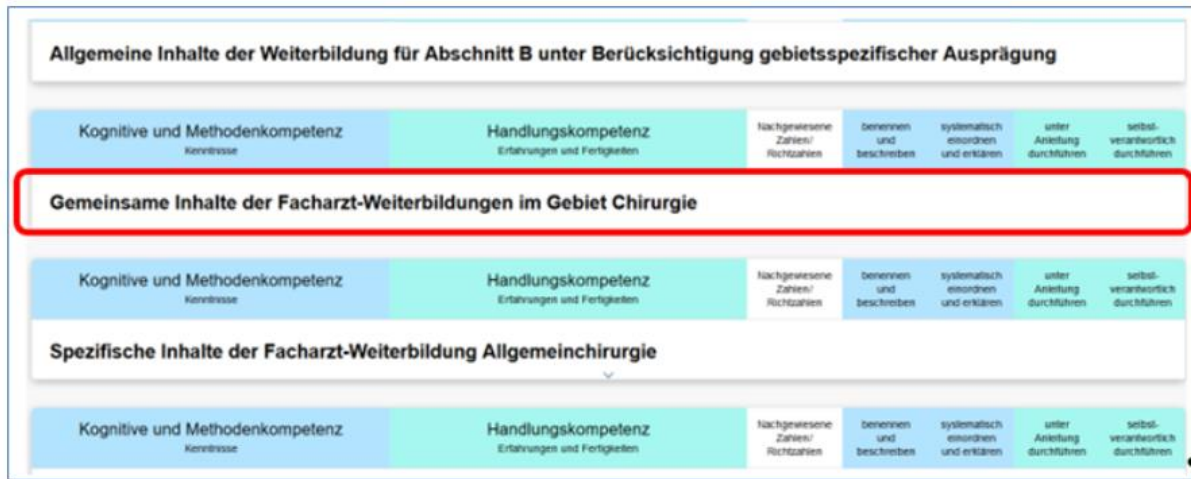 Allgemeine Inhalte der Weiterbildung für Abschnitt B unter Berücksichtigung gebietsspezifischer Ausprägung
Kognitive und Methodenkompetenz
Kenntnisse
Handlungskompetenz
Erfahrungen und Fertigkeiten
Nachgewiesene
Zahlen/
Richtzahlen
benennen
und
beschreiben
systematisch
einordnen
und erklären
unter
Anleitung
durchführen
selbst-
verantwortlich
durchführen
Gemeinsame Inhalte der Facharzt-Weiterbildungen im Gebiet Chirurgie
Kognitive und Methodenkompetenz
Kenntnisse
Handlungskompetenz
Erfahrungen und Fertigkeiten
Nachgewiesene
Zahlen/
Richtzahlen
benennen
und
beschreiben
systematisch
einordnen
und erklären
unter
Anleitung
durchführen
selbst-
verantwortlich
durchführen
Spezifische Inhalte der Facharzt-Weiterbildung Allgemeinchirurgie
Kognitive und Methodenkompetenz
Kenntnisse
Handlungskompetenz
Erfahrungen und Fertigkeiten
Nachgewiesene
Zahlen/
Richtzahlen
benennen
und
beschreiben
systematisch
einordnen
und erklären
unter
Anleitung
durchführen
selbst-
verantwortlich
durchführen